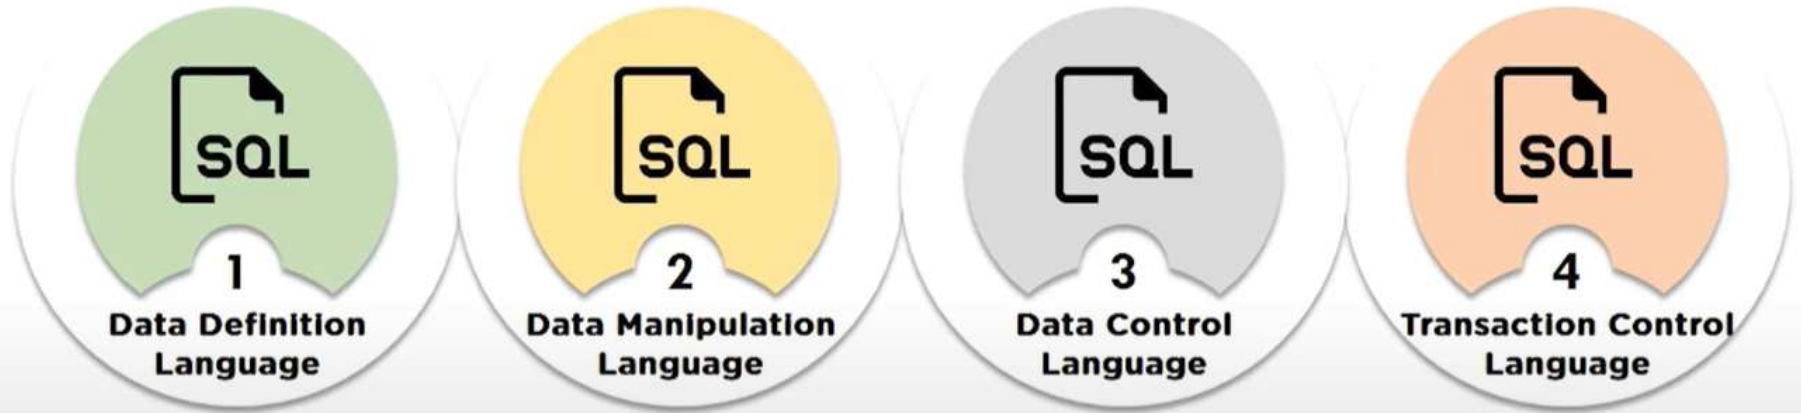 SQL
1
Data Definition
Language
SQL
2
Data Manipulation
Language
SQL
3
Data Control
Language
SQL
4
Transaction Control
Language